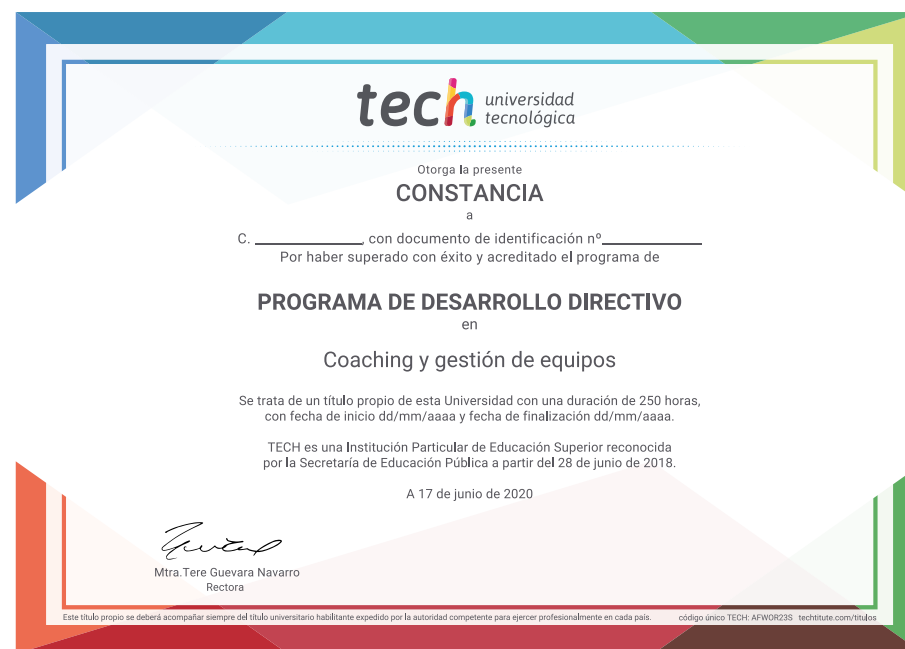 tech universidad
tecnológica
Otorga la presente
CONSTANCIA
a
C. ____________, con documento de identificación nº___________
Por haber superado con éxito y acreditado el programa de
PROGRAMA DE DESARROLLO DIRECTIVO
en
Coaching y gestión de equipos
Se trata de un título propio de esta Universidad con una duración de 250 horas,
con fecha de inicio dd/mm/aaaa y fecha de finalización dd/mm/aaaa.
TECH es una Institución Particular de Educación Superior reconocida
por la Secretaría de Educación Pública a partir del 28 de junio de 2018.
A 17 de junio de 2020
Mtra.Tere Guevara Navarro
Rectora
Este título propio se deberá acompañar siempre del título universitario habilitante expedido por la autoridad competente para ejercer profesionalmente en cada país. código único TECH: AFWOR23S techtitute.com/titulos